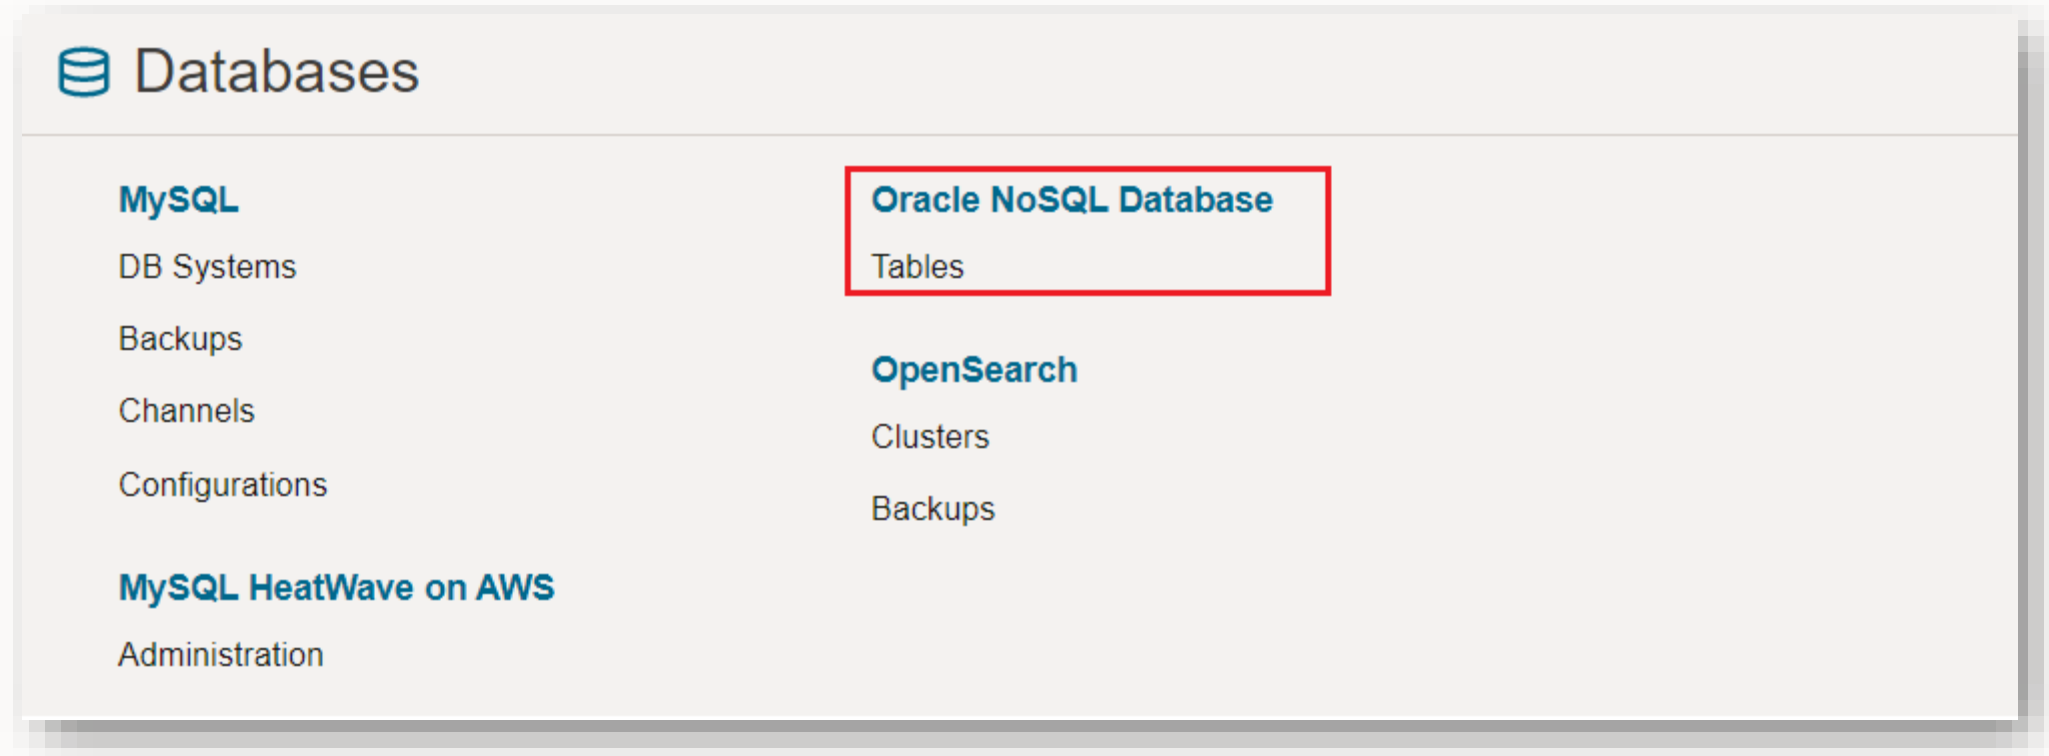 Databases
MySQL
DB Systems
Backups
Channels
Configurations
MySQL HeatWave on AWS
Administration
Oracle NoSQL Database
Tables
OpenSearch
Clusters
Backups